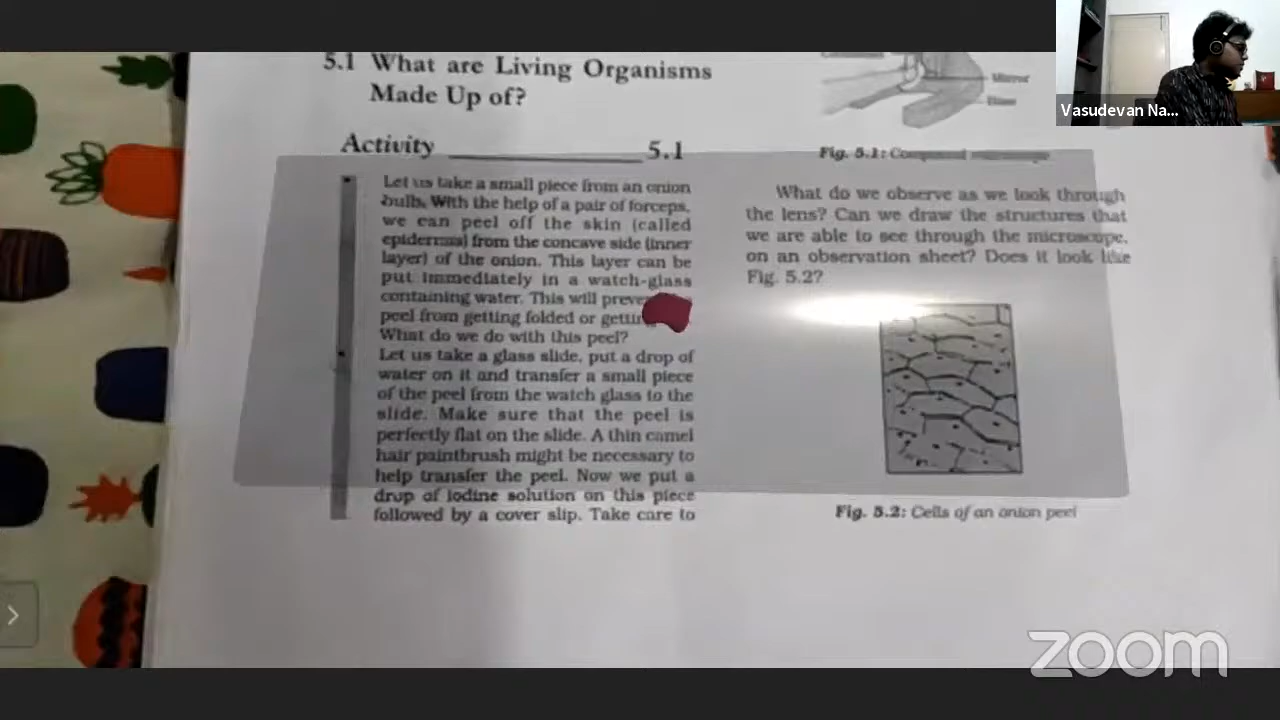 5.1 What are Living Organisms
Made Up of?
Activity 5.1
Let us take a small piece from an onion
bulb. With the help of a pair of forceps,
we can peel off the skin (called
epidermis) from the concave side (inner
layer) of the onion. This layer can be
put immediately in a watch-glass
containing water. This will
peel from getting folded or
What do we do with this peel?
Let us take a glass slide, put a drop of
water on it and transfer a small piece
of the peel from the watch glass to the
slide. Make sure that the peel is
perfectly flat on the slide. A thin camel
hair paintbrush might be necessary to
help transfer the peel. Now we put a
drop of iodine solution on this piece
followed by a cover slip. Take care to
Mirror
Fig. 5.1: Compound microscope
What do we observe as we look through
the lens? Can we draw the structures that
we are able to see through the microscope,
on an observation sheet? Does it look like
Fig. 5.2?
Fig. 5.2: Cells of an onion peel
Vasudevan Na...
zoom